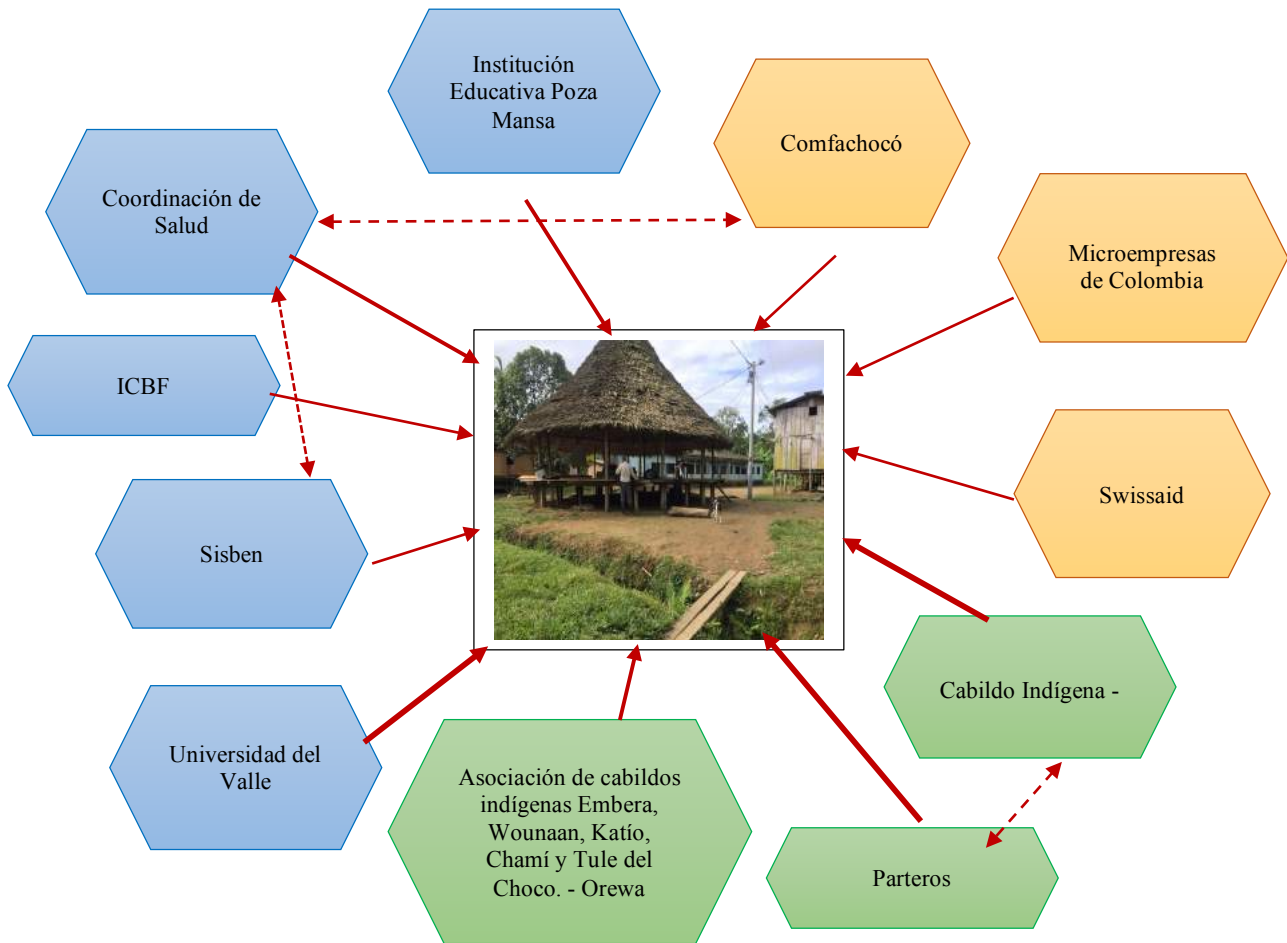 Institución
Educativa Poza
Mansa
Comfachocó
Coordinación de
Salud
Microempresas
de Colombia
ICBF
Swissaid
Sisben
Cabildo Indígena -
Universidad del
Valle
Asociación de cabildos
indígenas Embera,
Wounaan, Katío,
Chamí y Tule del
Choco. - Orewa
Parteros